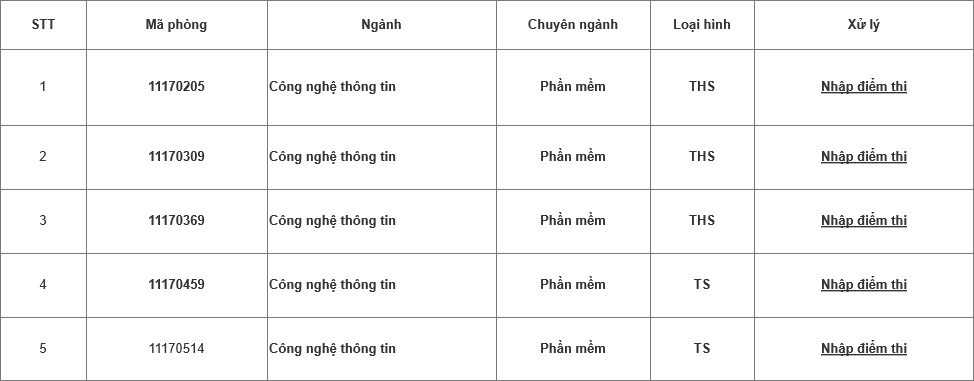 STT Mã phòng Ngành Chuyên ngành Loại hình Xử lý
1 11170205 Công nghệ thông tin Phần mềm THS Nhập điểm thi
2 11170309 Công nghệ thông tin Phần mềm THS Nhập điểm thi
3 11170369 Công nghệ thông tin Phần mềm THS Nhập điểm thi
4 11170459 Công nghệ thông tin Phần mềm TS Nhập điểm thi
5 11170514 Công nghệ thông tin Phần mềm TS Nhập điểm thi